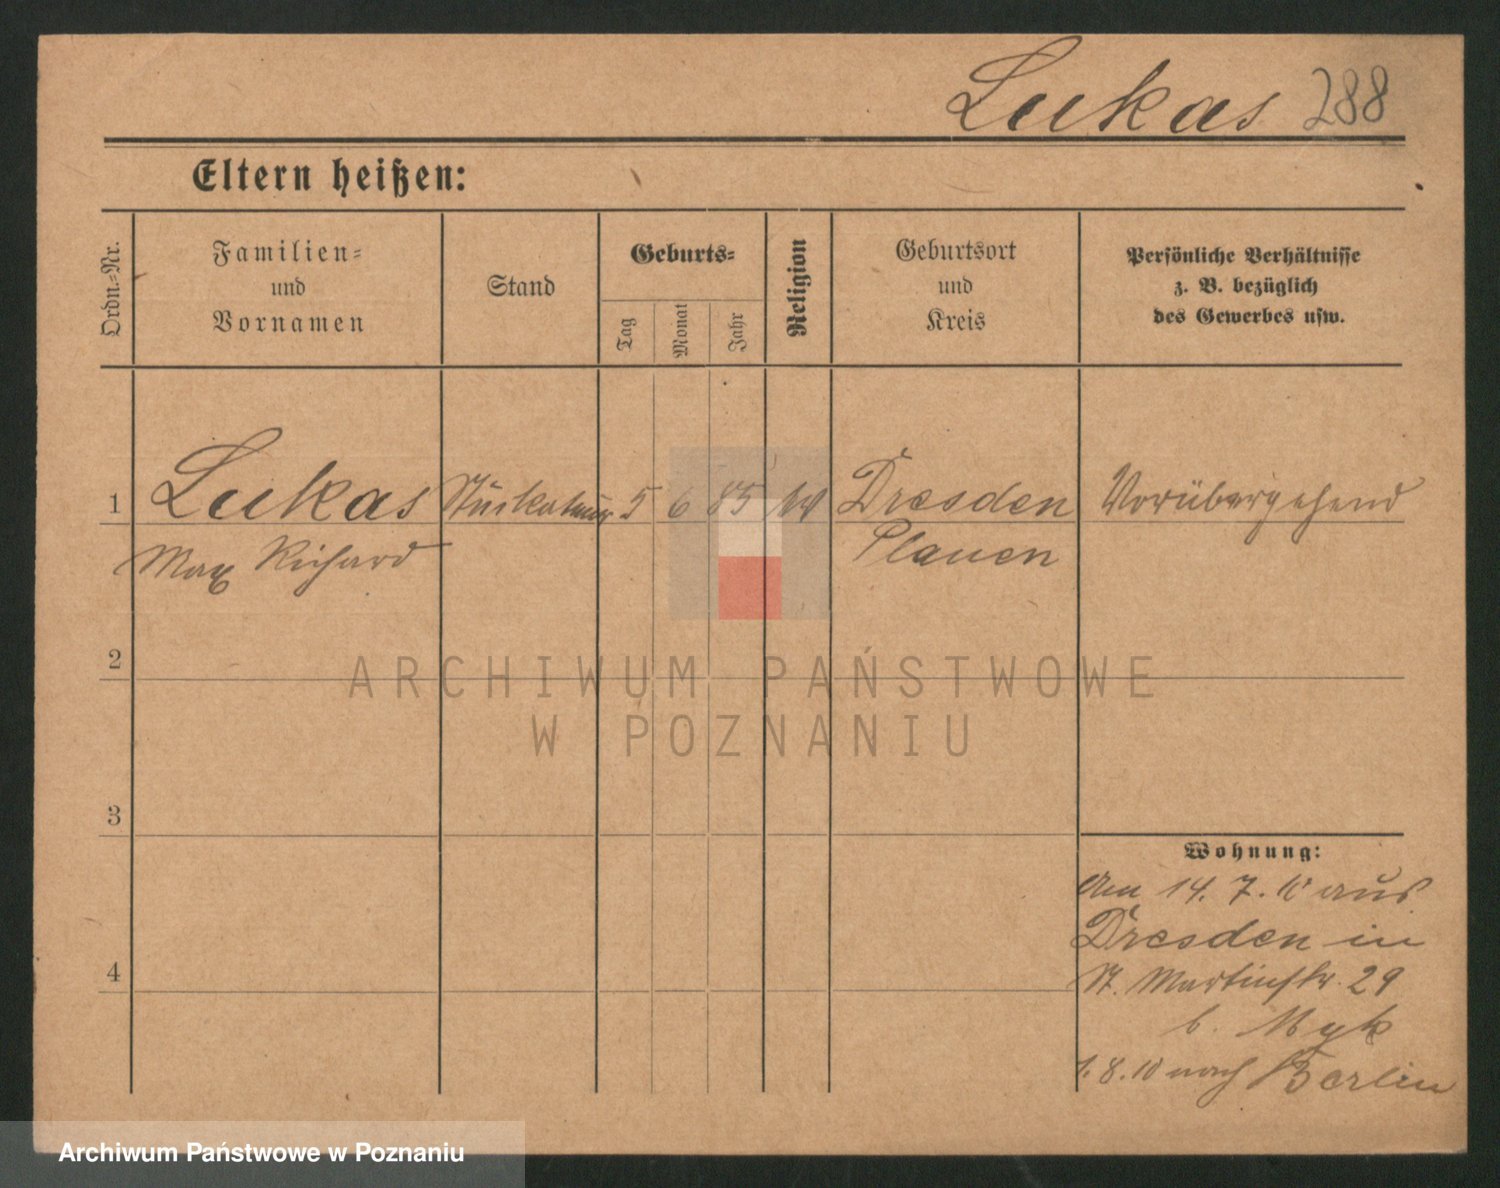 Lukas 288
Eltern heißen:
Ordn.-Nr.
Familien-
und
Vornamen
Stand
Geburts-
Tag
Monat
Jahr
Religion
Geburtsort
und
Kreis
Persönliche Verhältnisse
z. B. bezüglich
des Gewerbes usw.
1 Lukas 5 6 85 Dresden Vorübergehend
Max Richard Plauen
2
3
4
Wohnung:
Am 14. 7. 10 aus
Dresden in
St. Martinstr. 29
b. Myk
1. 8. 10 nach Berlin
ARCHIWUM PAŃSTWOWE
W POZNANIU
Archiwum Państwowe w Poznaniu